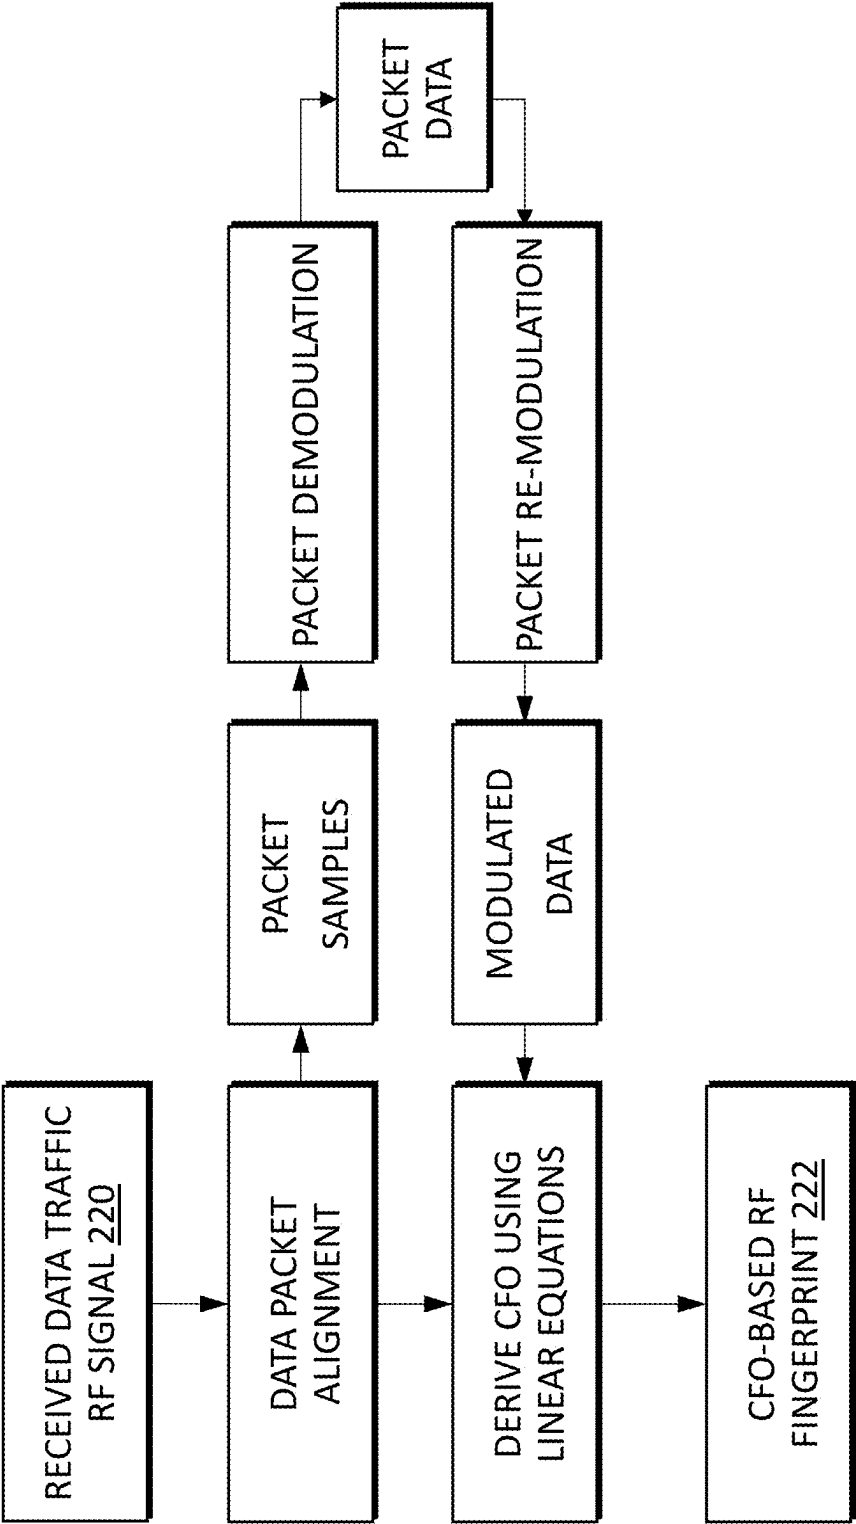 RECEIVED DATA TRAFFIC
RF SIGNAL 220
DATA PACKET
ALIGNMENT
PACKET
SAMPLES
PACKET DEMODULATION
PACKET
DATA
PACKET RE-MODULATION
MODULATED
DATA
DERIVE CFO USING
LINEAR EQUATIONS
CFO-BASED RF
FINGERPRINT 222